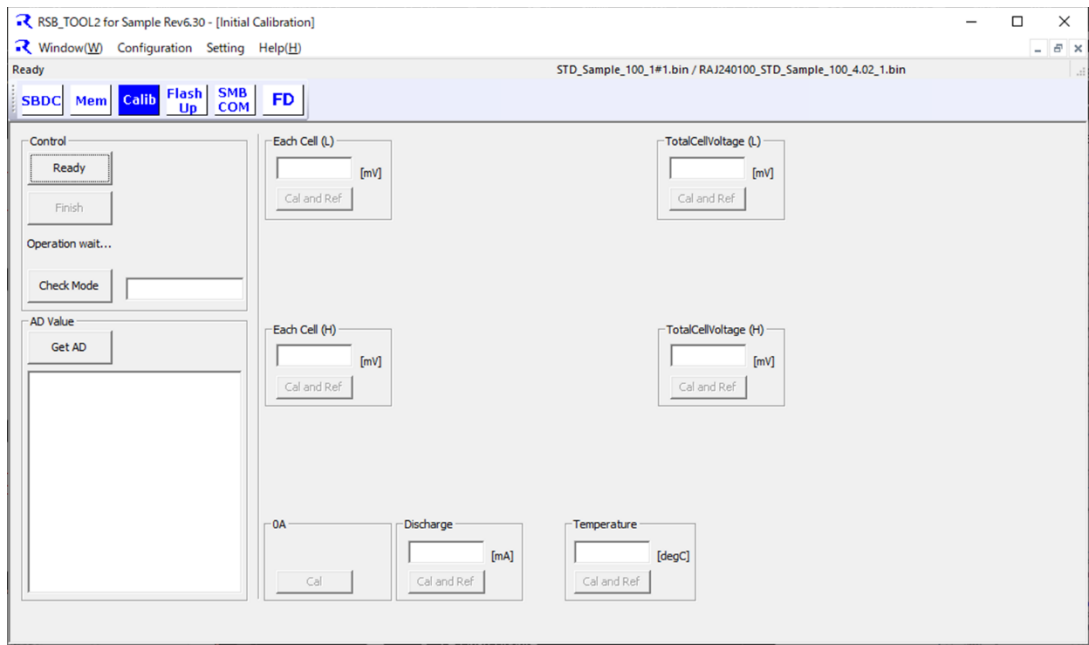 RSB_TOOL2 for Sample Rev6.30 - [Initial Calibration]
Window(W) Configuration Setting Help(H)
Ready STD_Sample_100_1#1.bin / RAJ240100_STD_Sample_100_4.02_1.bin
SBDC Mem Calib Flash Up SMB COM FD
Control
Ready
Finish
Operation wait...
Check Mode
AD Value
Get AD
Each Cell (L)
[mV]
Cal and Ref
TotalCellVoltage (L)
[mV]
Cal and Ref
Each Cell (H)
[mV]
Cal and Ref
TotalCellVoltage (H)
[mV]
Cal and Ref
0A
Cal
Discharge
[mA]
Cal and Ref
Temperature
[degC]
Cal and Ref